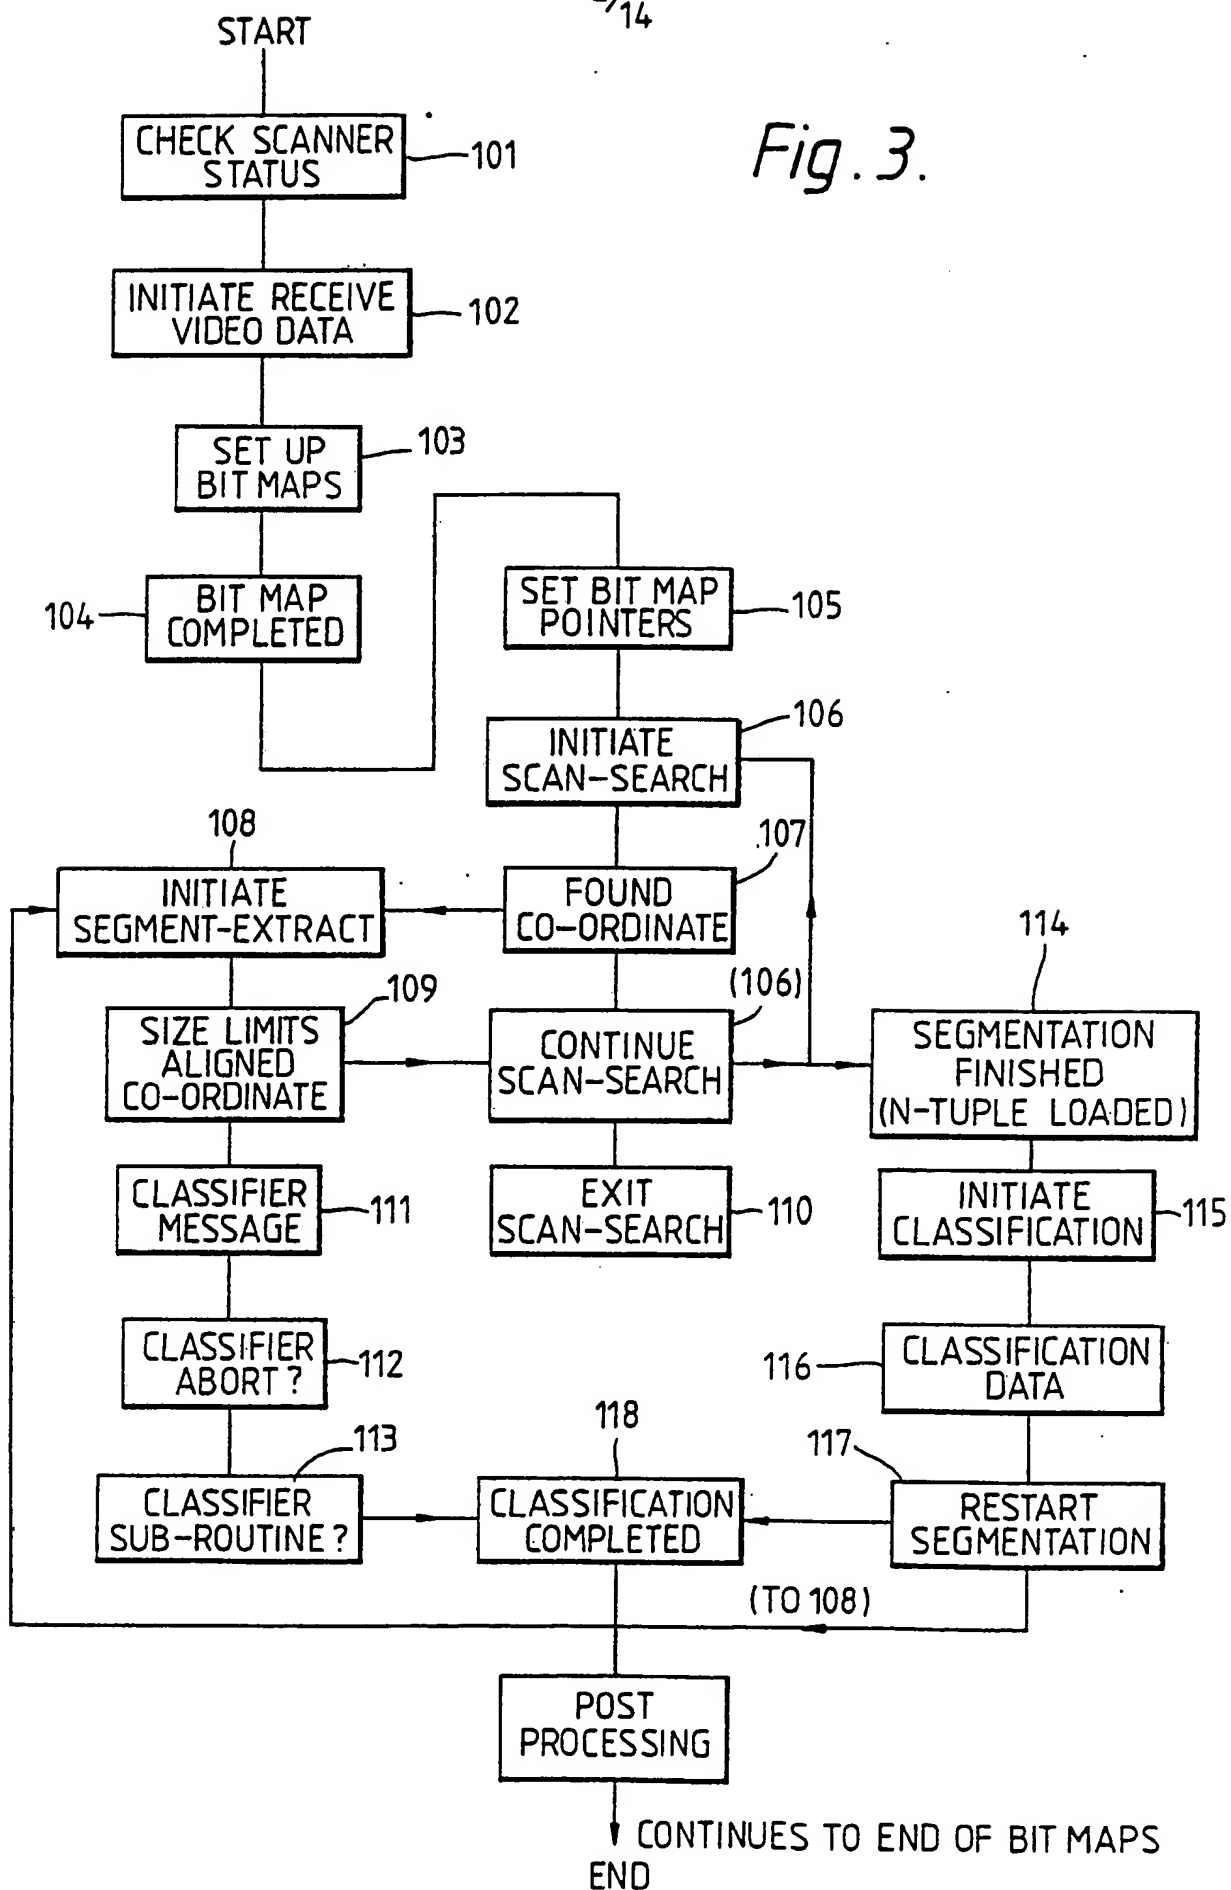 /14
START
Fig. 3.
CHECK SCANNER
STATUS
101
INITIATE RECEIVE
VIDEO DATA
102
SET UP
BIT MAPS
103
BIT MAP
COMPLETED
104
SET BIT MAP
POINTERS
105
INITIATE
SCAN-SEARCH
106
FOUND
CO-ORDINATE
107
108
INITIATE
SEGMENT-EXTRACT
SIZE LIMITS
ALIGNED
CO-ORDINATE
109
(106)
CONTINUE
SCAN-SEARCH
114
SEGMENTATION
FINISHED
(N-TUPLE LOADED)
CLASSIFIER
MESSAGE
111
EXIT
SCAN-SEARCH
110
INITIATE
CLASSIFICATION
115
CLASSIFIER
ABORT ?
112
116
CLASSIFICATION
DATA
113
CLASSIFIER
SUB-ROUTINE ?
118
CLASSIFICATION
COMPLETED
117
RESTART
SEGMENTATION
(TO 108)
POST
PROCESSING
CONTINUES TO END OF BIT MAPS
END